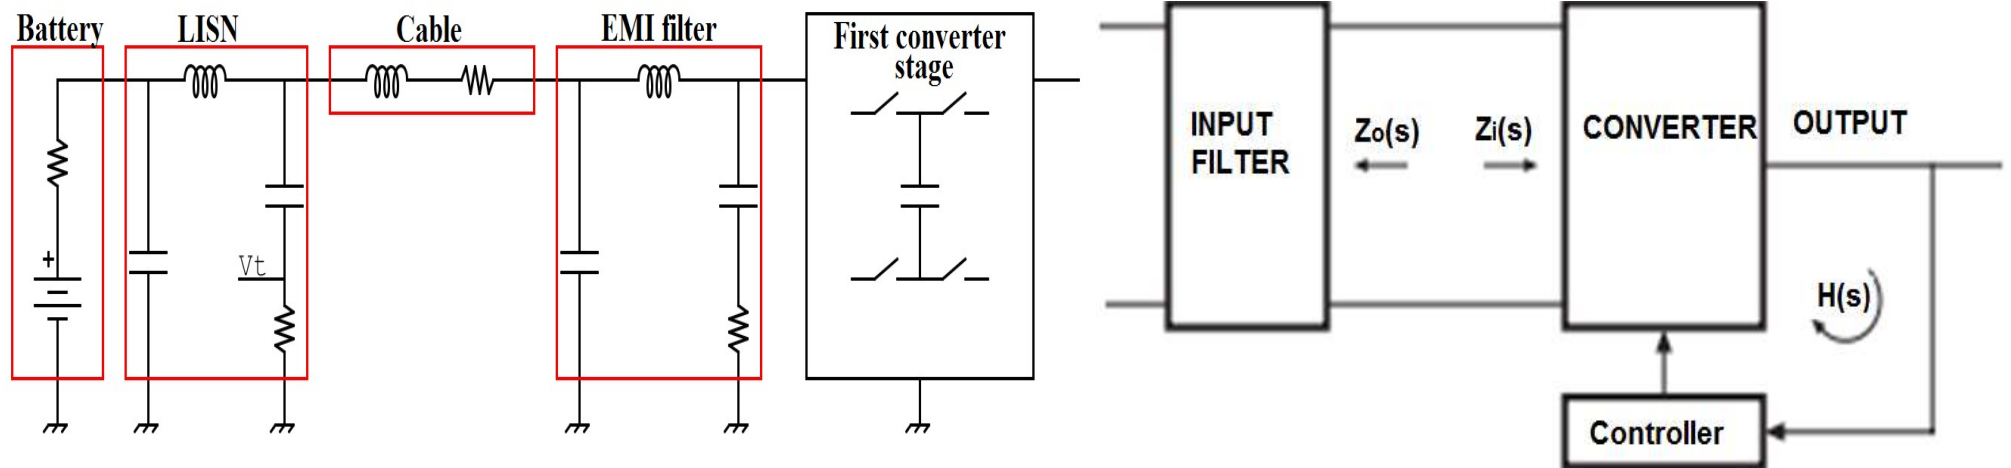 Battery
LISN
Cable
EMI filter
First converter
stage
+
Vt
INPUT
FILTER
Zo(s)
Zi(s)
CONVERTER
OUTPUT
H(s)
Controller